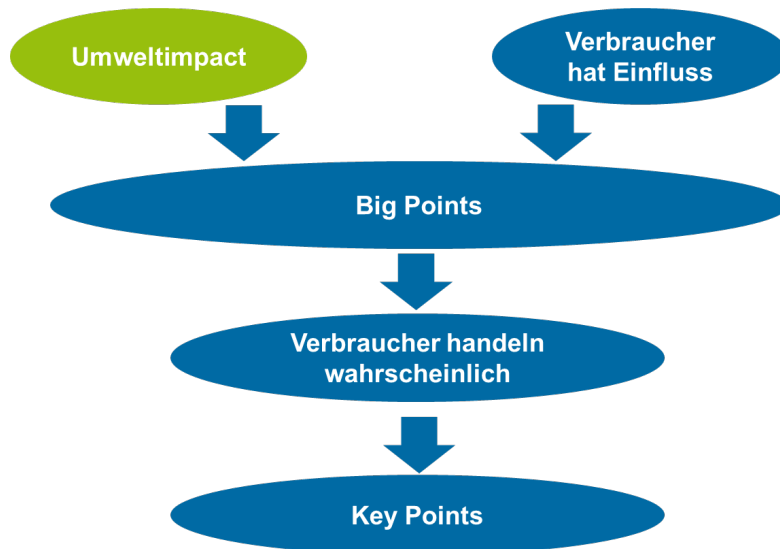 Umweltimpact
Verbraucher
hat Einfluss
Big Points
Verbraucher handeln
wahrscheinlich
Key Points